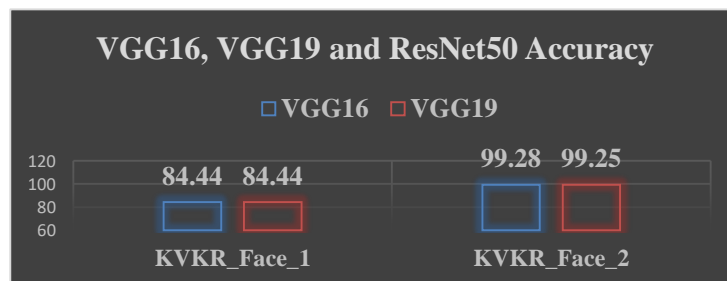 VGG16, VGG19 and ResNet50 Accuracy
VGG16 VGG19
120
100
80
60
84.44 84.44 99.28 99.25
KVKR_Face_1 KVKR_Face_2